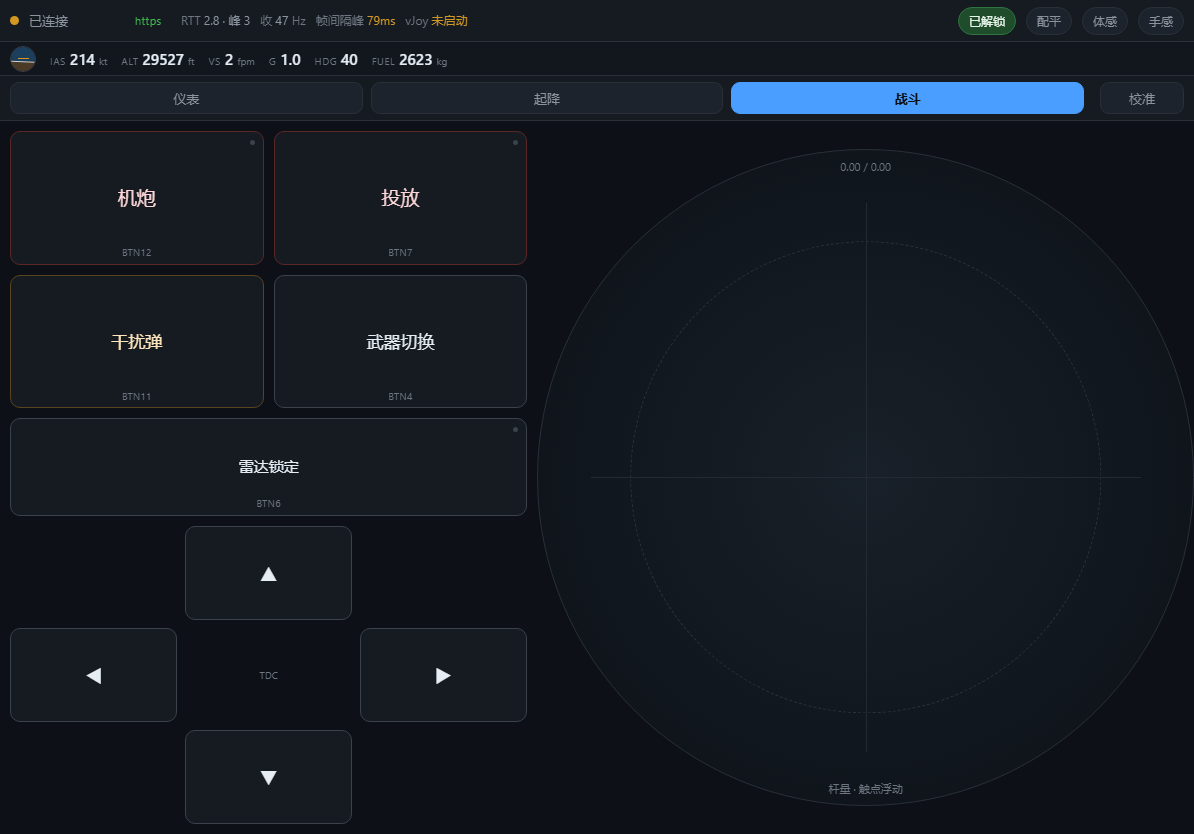 已连接 https RTT 2.8 · 峰 3 收 47 Hz 帧间隔峰 79ms vJoy 未启动 已解锁 配平 体感 手感
IAS 214 kt ALT 29527 ft VS 2 fpm G 1.0 HDG 40 FUEL 2623 kg
仪表 起降 战斗 校准
机炮
BTN12
投放
BTN7
干扰弹
BTN11
武器切换
BTN4
雷达锁定
BTN6
▲
◀ TDC ▶
▼
0.00 / 0.00
杆量 · 触点浮动